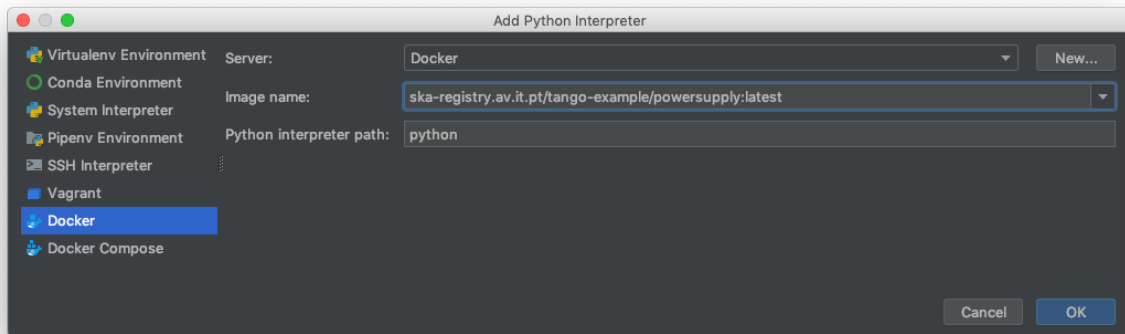 Add Python Interpreter
Virtualenv Environment
Conda Environment
System Interpreter
Pipenv Environment
SSH Interpreter
Vagrant
Docker
Docker Compose
Server: Docker New...
Image name: ska-registry.av.it.pt/tango-example/powersupply:latest
Python interpreter path: python
Cancel OK